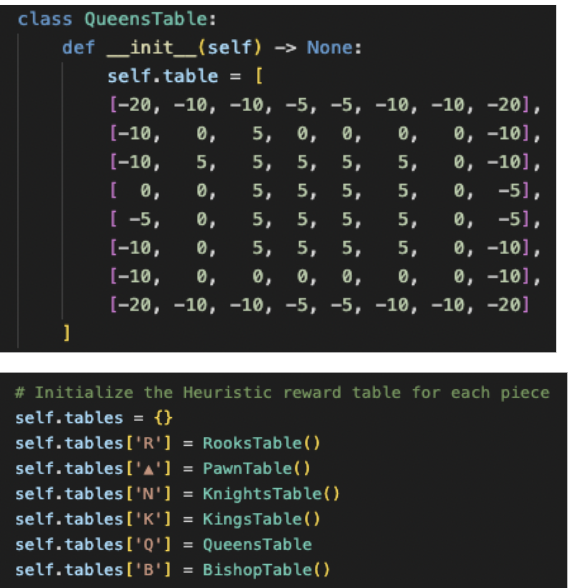 class QueensTable:
    def __init__(self) -> None:
        self.table = [
        [-20, -10, -10, -5, -5, -10, -10, -20],
        [-10,   0,   5,  0,  0,   0,   0, -10],
        [-10,   5,   5,  5,  5,   5,   0, -10],
        [  0,   0,   5,  5,  5,   5,   0,  -5],
        [ -5,   0,   5,  5,  5,   5,   0,  -5],
        [-10,   0,   5,  5,  5,   5,   0, -10],
        [-10,   0,   0,  0,  0,   0,   0, -10],
        [-20, -10, -10, -5, -5, -10, -10, -20]
    ]
# Initialize the Heuristic reward table for each piece
self.tables = {}
self.tables['R'] = RooksTable()
self.tables['▲'] = PawnTable()
self.tables['N'] = KnightsTable()
self.tables['K'] = KingsTable()
self.tables['Q'] = QueensTable
self.tables['B'] = BishopTable()